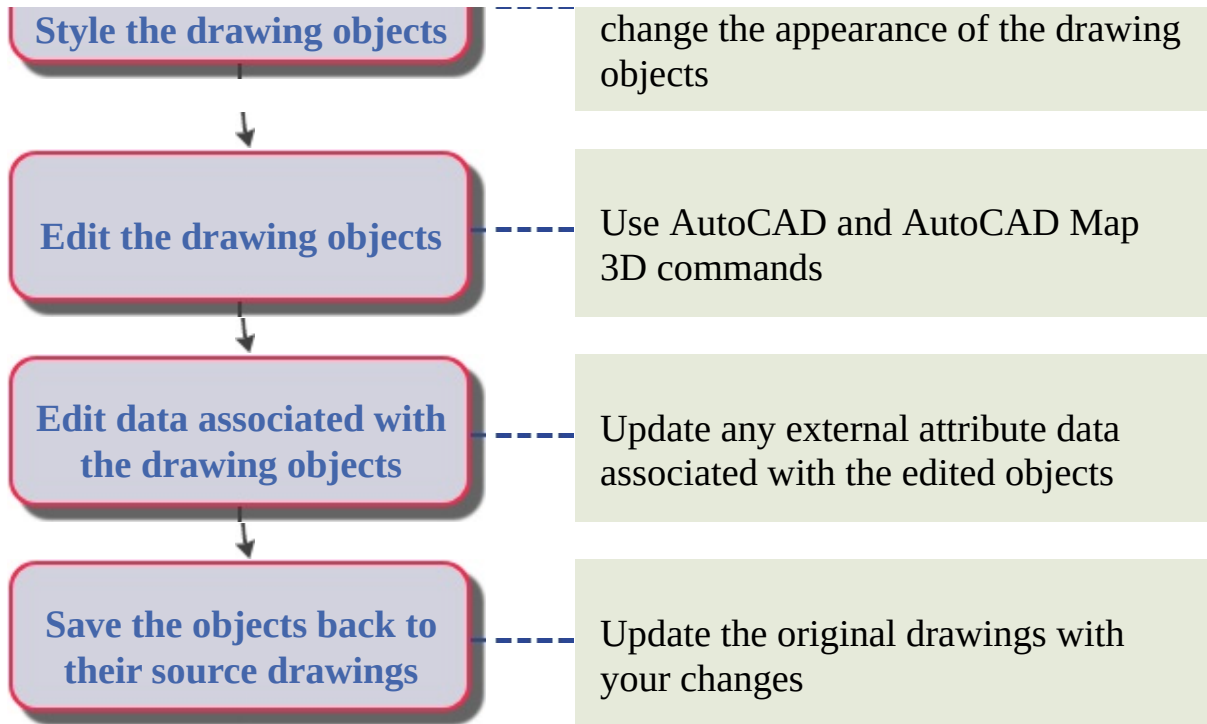 Style the drawing objects
change the appearance of the drawing
objects
Edit the drawing objects
Use AutoCAD and AutoCAD Map
3D commands
Edit data associated with
the drawing objects
Update any external attribute data
associated with the edited objects
Save the objects back to
their source drawings
Update the original drawings with
your changes